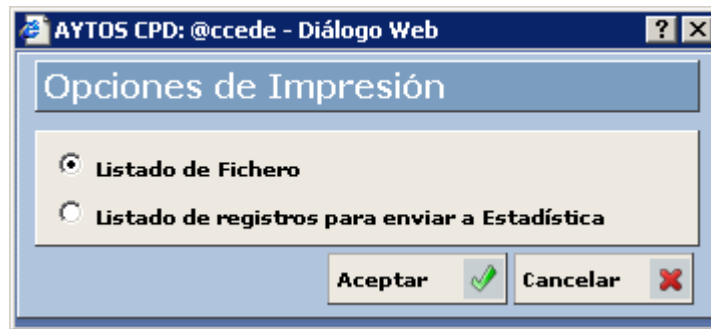 AYTOS CPD: @ccede - Diálogo Web
Opciones de Impresión
Listado de Fichero
Listado de registros para enviar a Estadística
Aceptar Cancelar